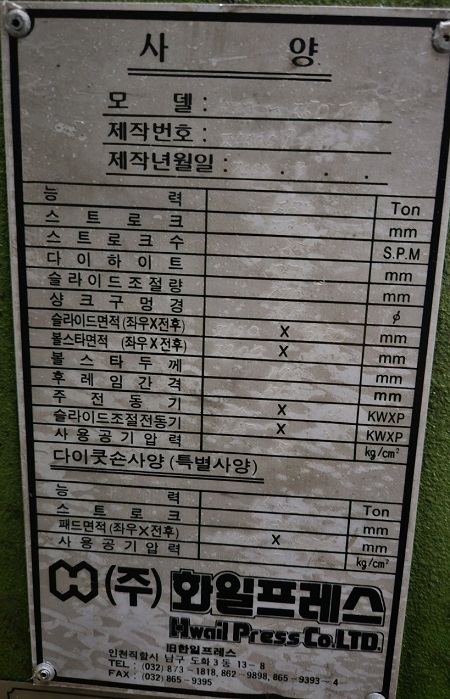 사 양
모 델 :
제작번호 :
제작년월일 : . . .
능 력 Ton
스 트 로 크 mm
스 트 로 크 수 S.P.M
다 이 하 이 트 mm
슬 라 이 드 조 절 량 mm
샹 크 구 멍 경 ϕ
슬라이드면적 (좌우X전후) X mm
볼스타면적 (좌우X전후) X mm
볼 스 타 두 께 mm
후 레 임 간 격 mm
주 전 동 기 X KWXP
슬라이드조절전동기 X KWXP
사 용 공 기 압 력 kg/cm²
다이쿳손사양 (특별사양)
능 력 Ton
스 트 로 크 mm
패드면적 (좌우X전후) X mm
사 용 공 기 압 력 kg/cm²
(주) 화일프레스
Hwail Press Co.LTD.
旧한일프레스
인천직할시 남구 도화 3 동 13 - 8
TEL : (032) 873 - 1818, 862 - 9898, 865 - 9393 ~ 4
FAX : (032) 865 - 9395